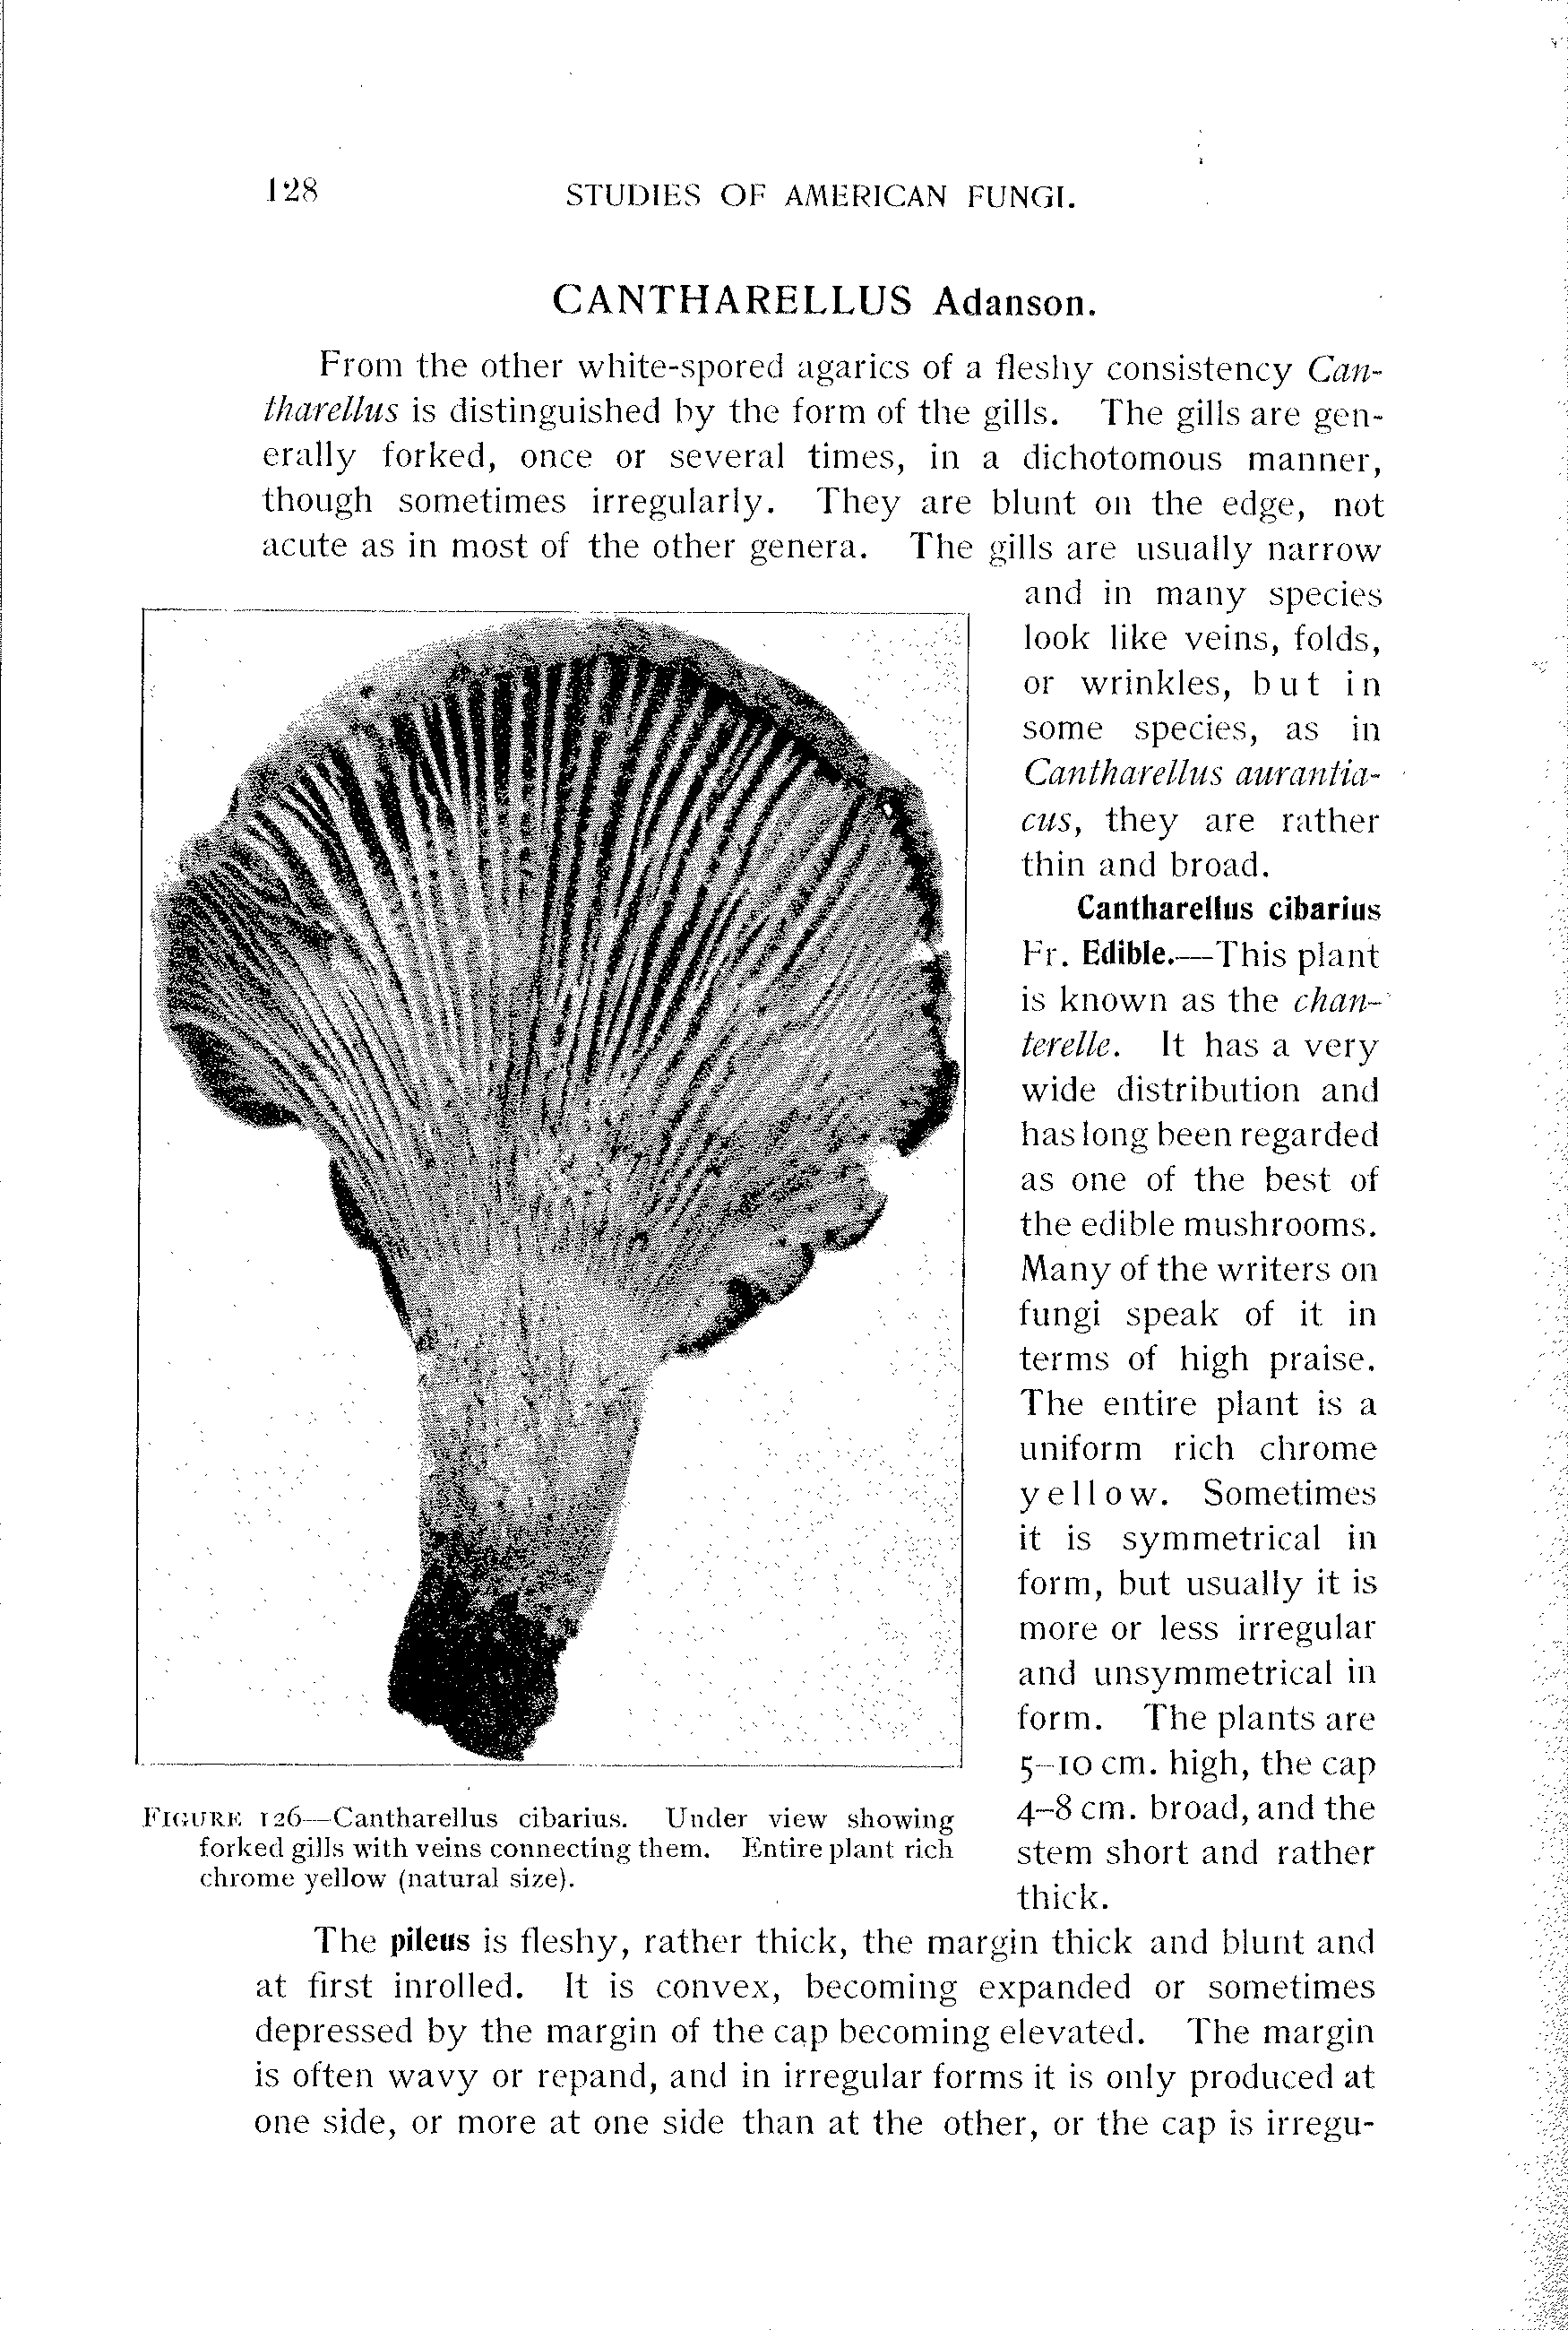 128
STUDIES OF AMERICAN FUNGI.
CANTHARELLUS Adanson.
From the other white-spored agarics of a fleshy consistency Can-
tharellus is distinguished by the form of the gills. The gills are gen-
erally forked, once or several times, in a dichotomous manner,
though sometimes irregularly. They are blunt on the edge, not
acute as in most of the other genera. The gills are usually narrow
and in many species
look like veins, folds,
or wrinkles, but in
some species, as in
Cantharellus aurantia-
cus, they are rather
thin and broad.
Cantharellus cibarius
Fr. Edible.—This plant
is known as the chan-
terelle. It has a very
wide distribution and
has long been regarded
as one of the best of
the edible mushrooms.
Many of the writers on
fungi speak of it in
terms of high praise.
The entire plant is a
uniform rich chrome
yellow. Sometimes
it is symmetrical in
form, but usually it is
more or less irregular
and unsymmetrical in
form. The plants are
5–10 cm. high, the cap
4–8 cm. broad, and the
stem short and rather
thick.
FIGURE 126—Cantharellus cibarius. Under view showing
forked gills with veins connecting them. Entire plant rich
chrome yellow (natural size).
The pileus is fleshy, rather thick, the margin thick and blunt and
at first inrolled. It is convex, becoming expanded or sometimes
depressed by the margin of the cap becoming elevated. The margin
is often wavy or repand, and in irregular forms it is only produced at
one side, or more at one side than at the other, or the cap is irregu-